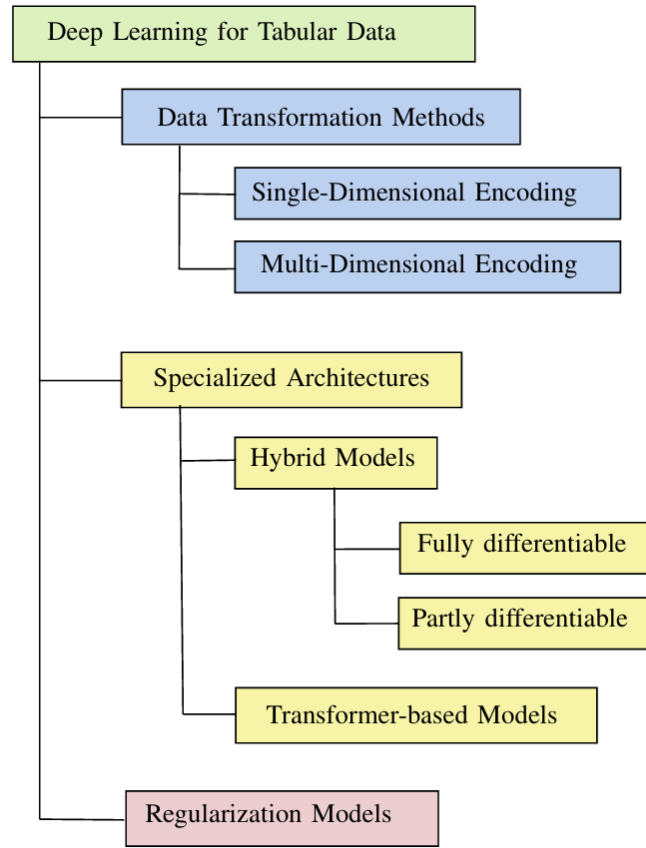 Deep Learning for Tabular Data
Data Transformation Methods
Single-Dimensional Encoding
Multi-Dimensional Encoding
Specialized Architectures
Hybrid Models
Fully differentiable
Partly differentiable
Transformer-based Models
Regularization Models